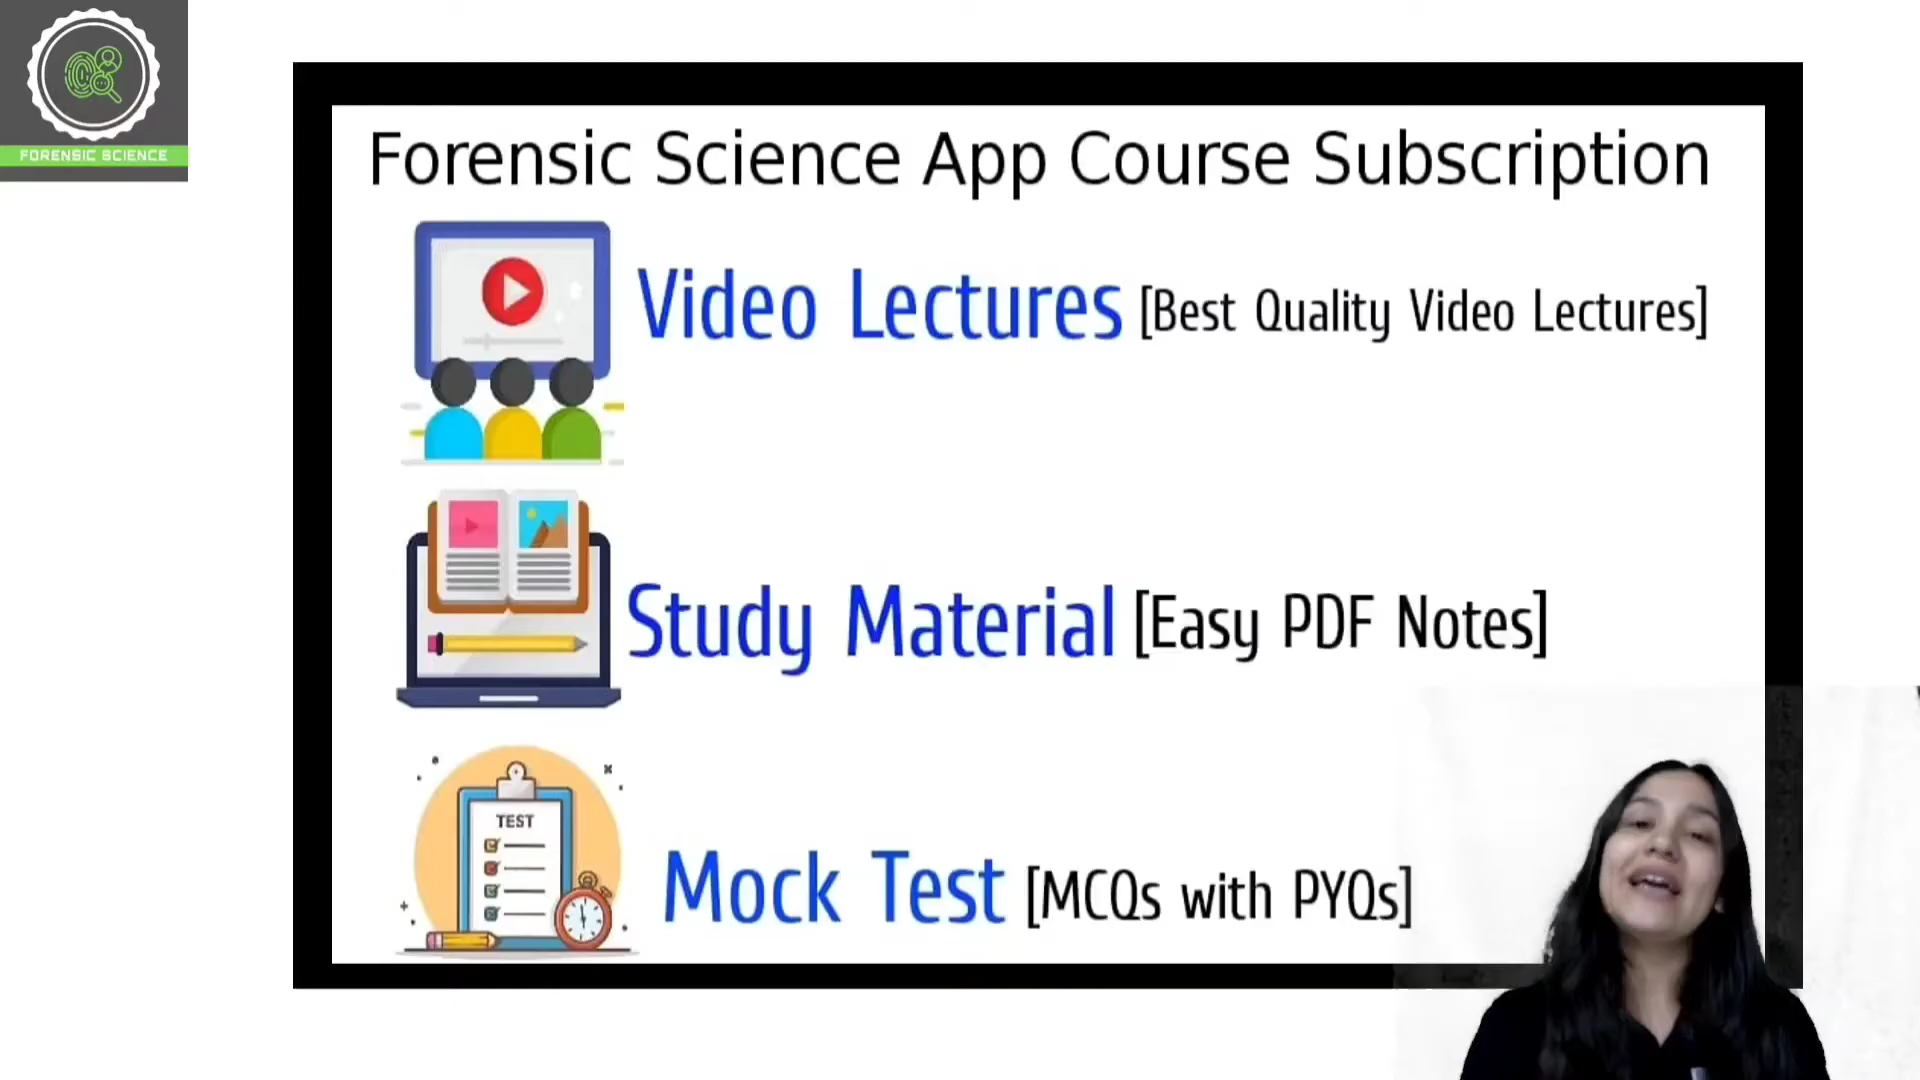 FORENSIC SCIENCE
Forensic Science App Course Subscription
Video Lectures [Best Quality Video Lectures]
Study Material [Easy PDF Notes]
TEST
Mock Test [MCQs with PYQs]